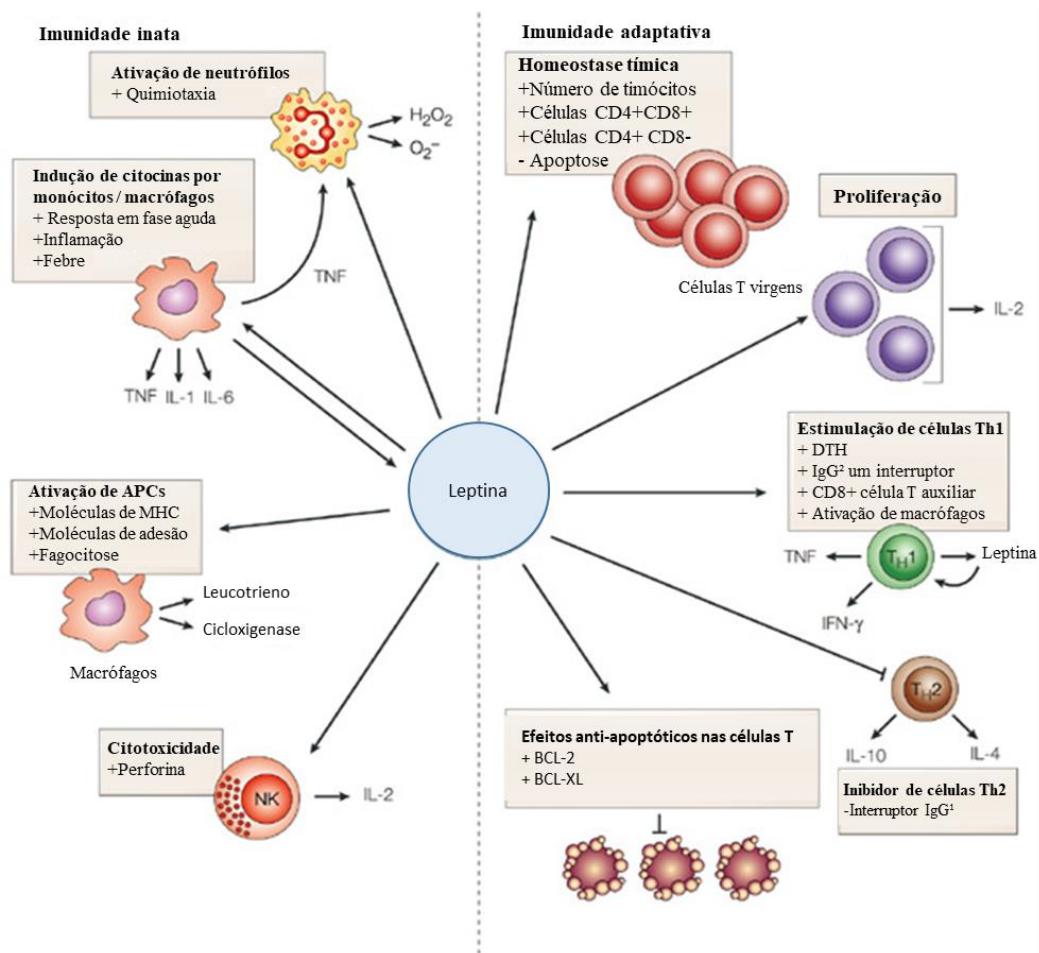 Imunidade inata
Ativação de neutrófilos
+ Quimiotaxia
H₂O₂
O₂⁻
Indução de citocinas por
monócitos / macrófagos
+ Resposta em fase aguda
+Inflamação
+Febre
TNF
TNF IL-1 IL-6
Ativação de APCs
+Moléculas de MHC
+Moléculas de adesão
+Fagocitose
Leucotrieno
Cicloxigenase
Macrófagos
Citotoxicidade
+Perforina
NK
IL-2
Leptina
Imunidade adaptativa
Homeostase tímica
+Número de timócitos
+Células CD4+CD8+
+Células CD4+ CD8-
- Apoptose
Células T virgens
Proliferação
IL-2
Estimulação de células Th1
+ DTH
+ IgG² um interruptor
+ CD8+ célula T auxiliar
+ Ativação de macrófagos
TNF
TH1
Leptina
IFN-γ
TH2
IL-10
IL-4
Inibidor de células Th2
-Interruptor IgG¹
Efeitos anti-apoptóticos nas células T
+ BCL-2
+ BCL-XL